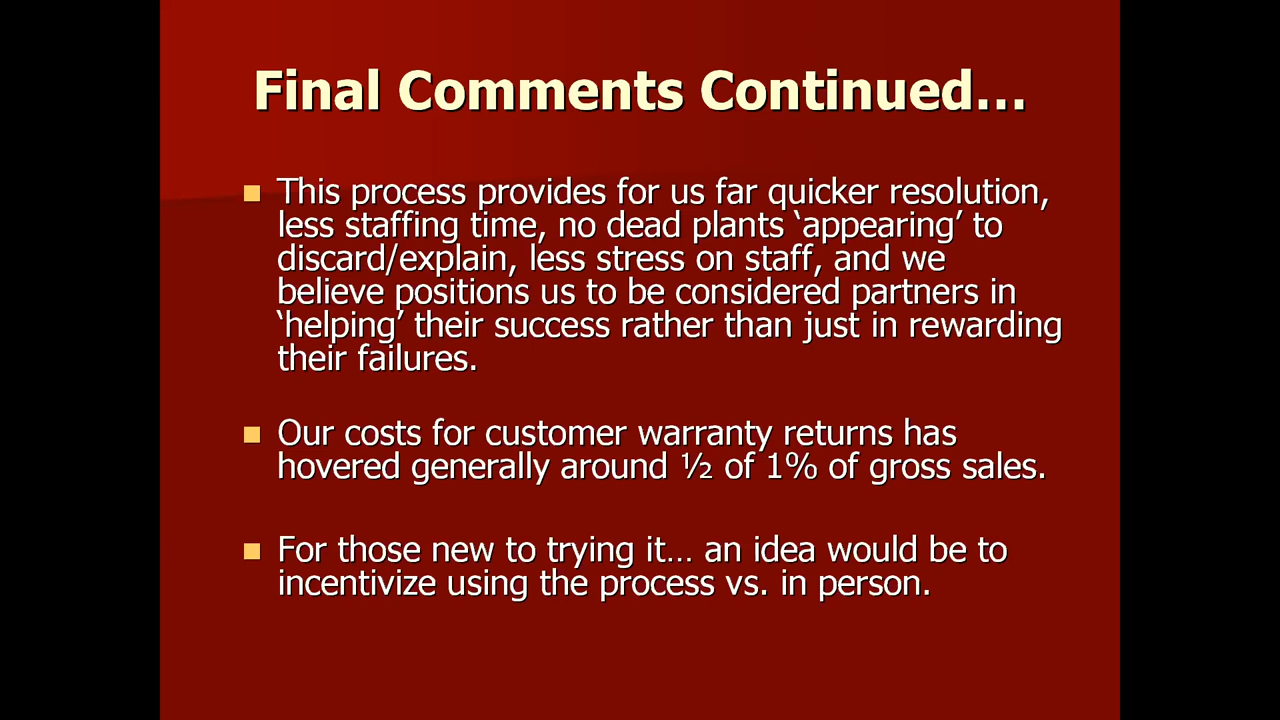 Final Comments Continued…
This process provides for us far quicker resolution,
less staffing time, no dead plants ‘appearing’ to
discard/explain, less stress on staff, and we
believe positions us to be considered partners in
‘helping’ their success rather than just in rewarding
their failures.
Our costs for customer warranty returns has
hovered generally around ½ of 1% of gross sales.
For those new to trying it… an idea would be to
incentivize using the process vs. in person.